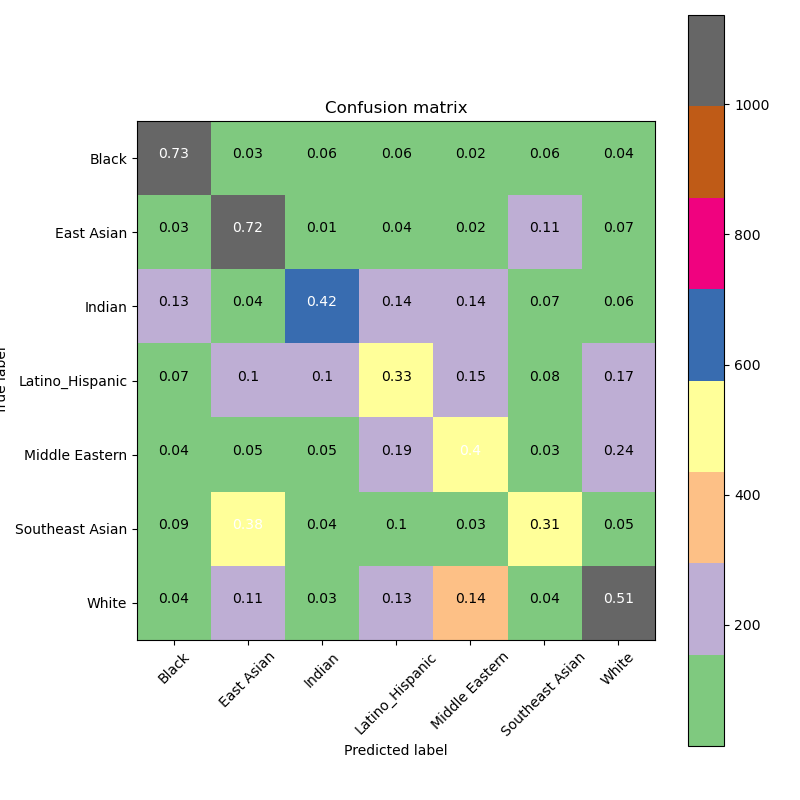 Confusion matrix
Black 0.73 0.03 0.06 0.06 0.02 0.06 0.04
East Asian 0.03 0.72 0.01 0.04 0.02 0.11 0.07
Indian 0.13 0.04 0.42 0.14 0.14 0.07 0.06
Latino_Hispanic 0.07 0.1 0.1 0.33 0.15 0.08 0.17
Middle Eastern 0.04 0.05 0.05 0.19 0.4 0.03 0.24
Southeast Asian 0.09 0.38 0.04 0.1 0.03 0.31 0.05
White 0.04 0.11 0.03 0.13 0.14 0.04 0.51
Black East Asian Indian Latino_Hispanic Middle Eastern Southeast Asian White
Predicted label
True label
1000
800
600
400
200